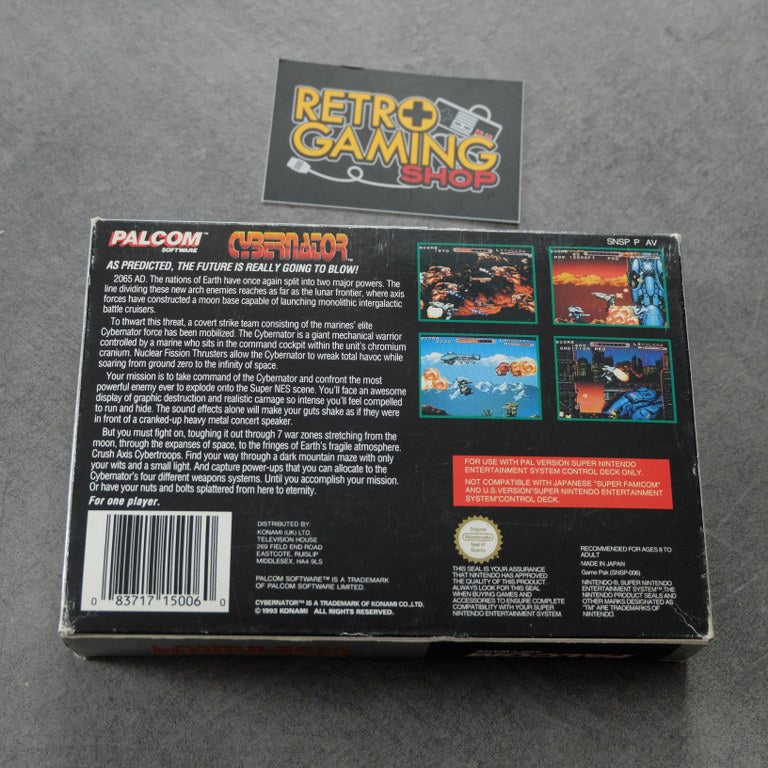 RETRO
GAMING
SHOP
PALCOM™
SOFTWARE
CYBERNATOR™
SNSP P AV
AS PREDICTED, THE FUTURE IS REALLY GOING TO BLOW!
2065 AD. The nations of Earth have once again split into two major powers. The
line dividing these new arch enemies reaches as far as the lunar frontier, where axis
forces have constructed a moon base capable of launching monolithic intergalactic
battle cruisers.
To thwart this threat, a covert strike team consisting of the marines' elite
Cybernator force has been mobilized. The Cybernator is a giant mechanical warrior
controlled by a marine who sits in the command cockpit within the unit's chromium
cranium. Nuclear Fission Thrusters allow the Cybernator to wreak total havoc while
soaring from ground zero to the infinity of space.
Your mission is to take command of the Cybernator and confront the most
powerful enemy ever to explode onto the Super NES scene. You'll face an awesome
display of graphic destruction and realistic carnage so intense you'll feel compelled
to run and hide. The sound effects alone will make your guts shake as if they were
in front of a cranked-up heavy metal concert speaker.
But you must fight on, toughing it out through 7 war zones stretching from the
moon, through the expanses of space, to the fringes of Earth's fragile atmosphere.
Crush Axis Cybertroops. Find your way through a dark mountain maze with only
your wits and a small light. And capture power-ups that you can allocate to the
Cybernator's four different weapons systems. Until you accomplish your mission.
Or have your nuts and bolts splattered from here to eternity.
For one player.
FOR USE WITH PAL VERSION SUPER NINTENDO
ENTERTAINMENT SYSTEM CONTROL DECK ONLY.
NOT COMPATIBLE WITH JAPANESE "SUPER FAMICOM"
AND U.S.VERSION"SUPER NINTENDO ENTERTAINMENT
SYSTEM"CONTROL DECK.
0 83717 15006 0
DISTRIBUTED BY:
KONAMI (UK) LTD.
TELEVISION HOUSE
269 FIELD END ROAD
EASTCOTE, RUISLIP
MIDDLESEX, HA4 9LS
PALCOM SOFTWARE™ IS A TRADEMARK
OF PALCOM SOFTWARE LIMITED.
CYBERNATOR™ IS A TRADEMARK OF KONAMI CO.,LTD.
© 1993 KONAMI ALL RIGHTS RESERVED.
Original
Nintendo
Seal of
Quality
THIS SEAL IS YOUR ASSURANCE
THAT NINTENDO HAS APPROVED
THE QUALITY OF THIS PRODUCT.
ALWAYS LOOK FOR THIS SEAL
WHEN BUYING GAMES AND
ACCESSORIES TO ENSURE COMPLETE
COMPATIBILITY WITH YOUR SUPER
NINTENDO ENTERTAINMENT SYSTEM.
RECOMMENDED FOR AGES 8 TO
ADULT
MADE IN JAPAN
Game Pak (SNSP-006)
NINTENDO ®, SUPER NINTENDO
ENTERTAINMENT SYSTEM™,THE
NINTENDO PRODUCT SEALS AND
OTHER MARKS DESIGNATED AS
"TM" ARE TRADEMARKS OF
NINTENDO.
CYBERNATOR
PALCOM
SOFTWARE